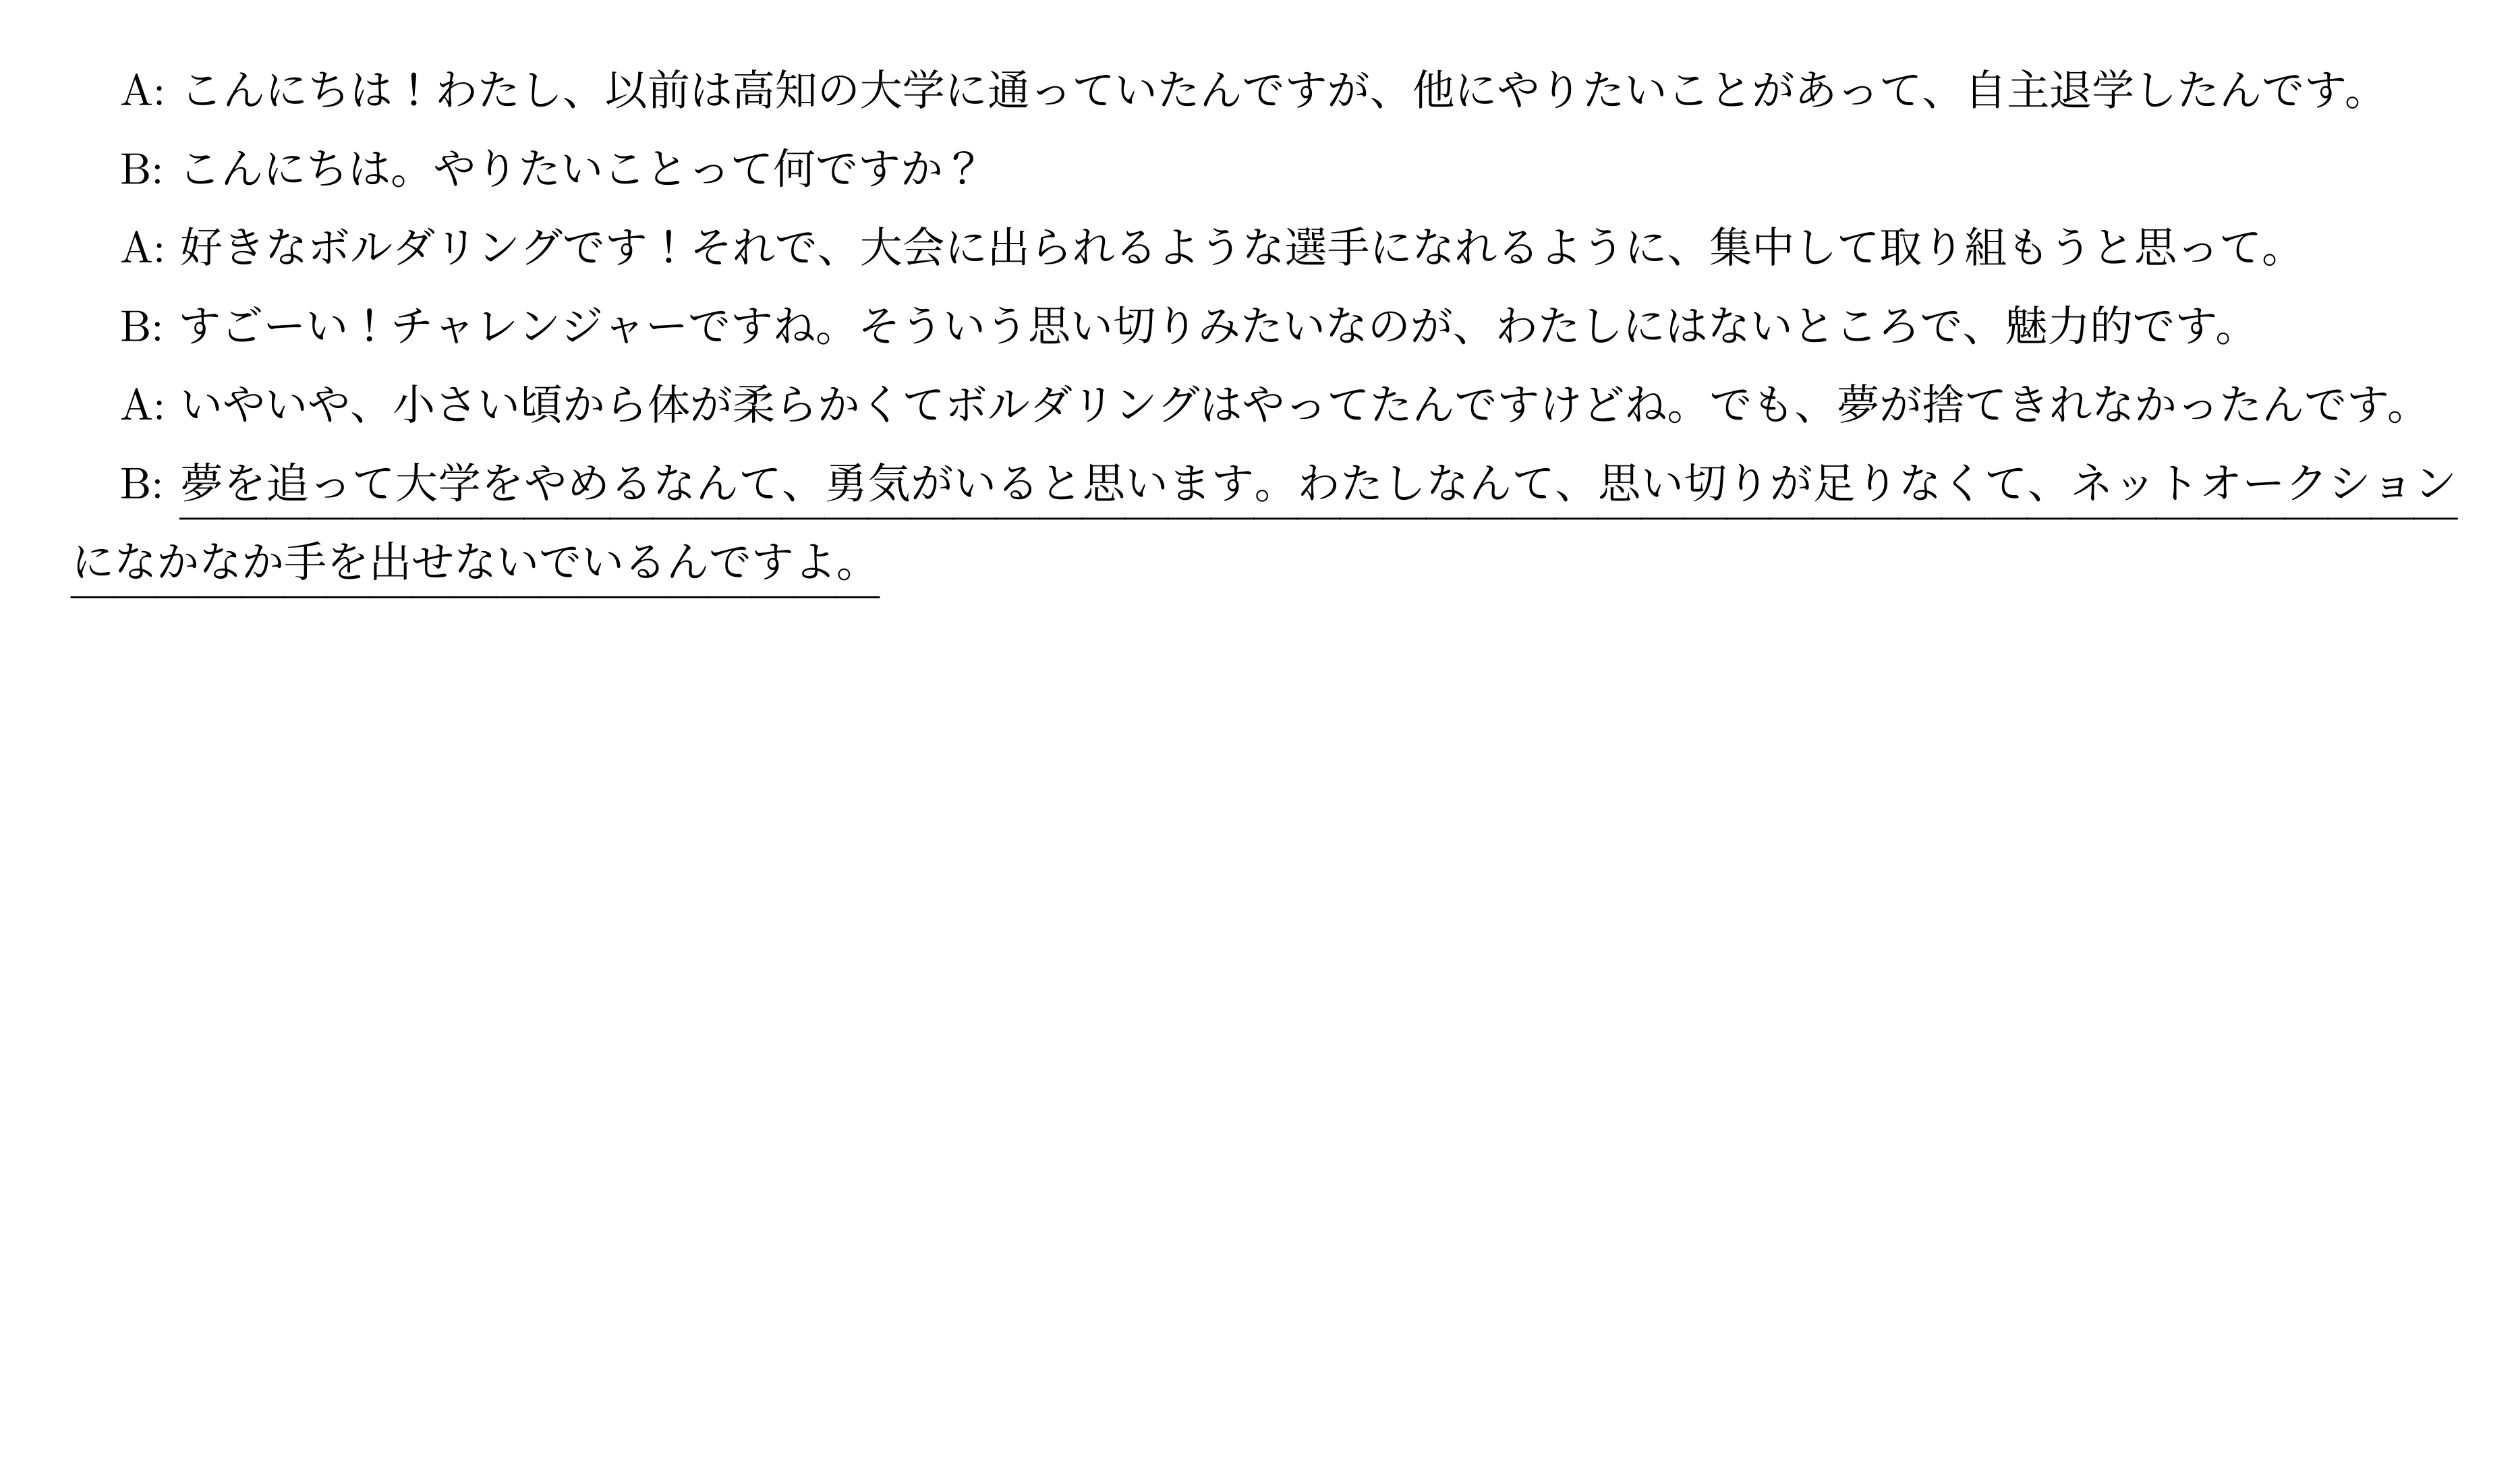 A: こんにちは！わたし、以前は高知の大学に通っていたんですが、他にやりたいことがあって、自主退学したんです。
B: こんにちは。やりたいことって何ですか？
A: 好きなボルダリングです！それで、大会に出られるような選手になれるように、集中して取り組もうと思って。
B: すごーい！チャレンジャーですね。そういう思い切りみたいなのが、わたしにはないところで、魅力的です。
A: いやいや、小さい頃から体が柔らかくてボルダリングはやってたんですけどね。でも、夢が捨てきれなかったんです。
B: 夢を追って大学をやめるなんて、勇気がいると思います。わたしなんて、思い切りが足りなくて、ネットオークション
になかなか手を出せないでいるんですよ。